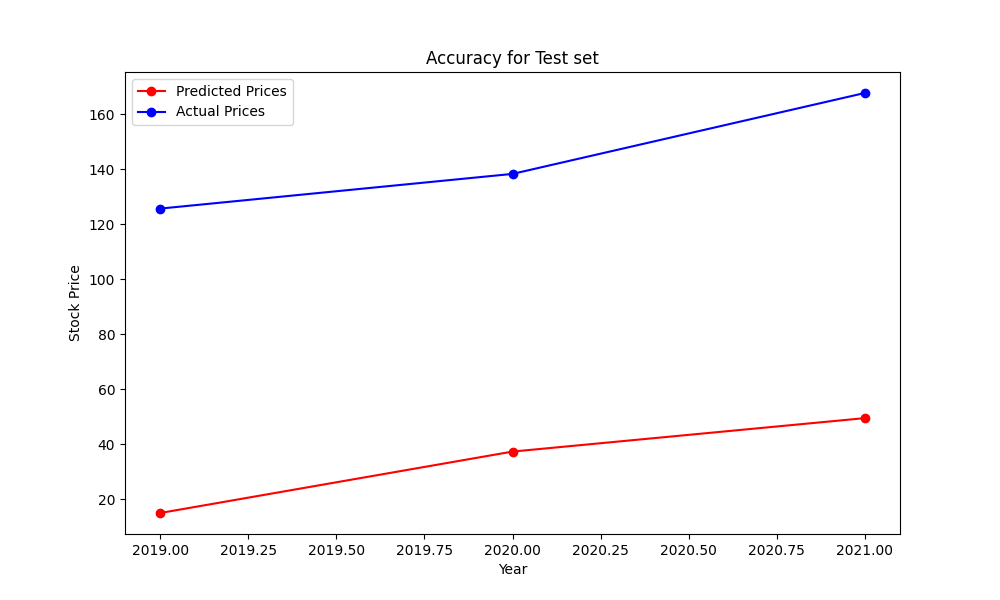 Accuracy for Test set
Predicted Prices
Actual Prices
160
140
120
100
80
60
40
20
Stock Price
2019.00 2019.25 2019.50 2019.75 2020.00 2020.25 2020.50 2020.75 2021.00
Year